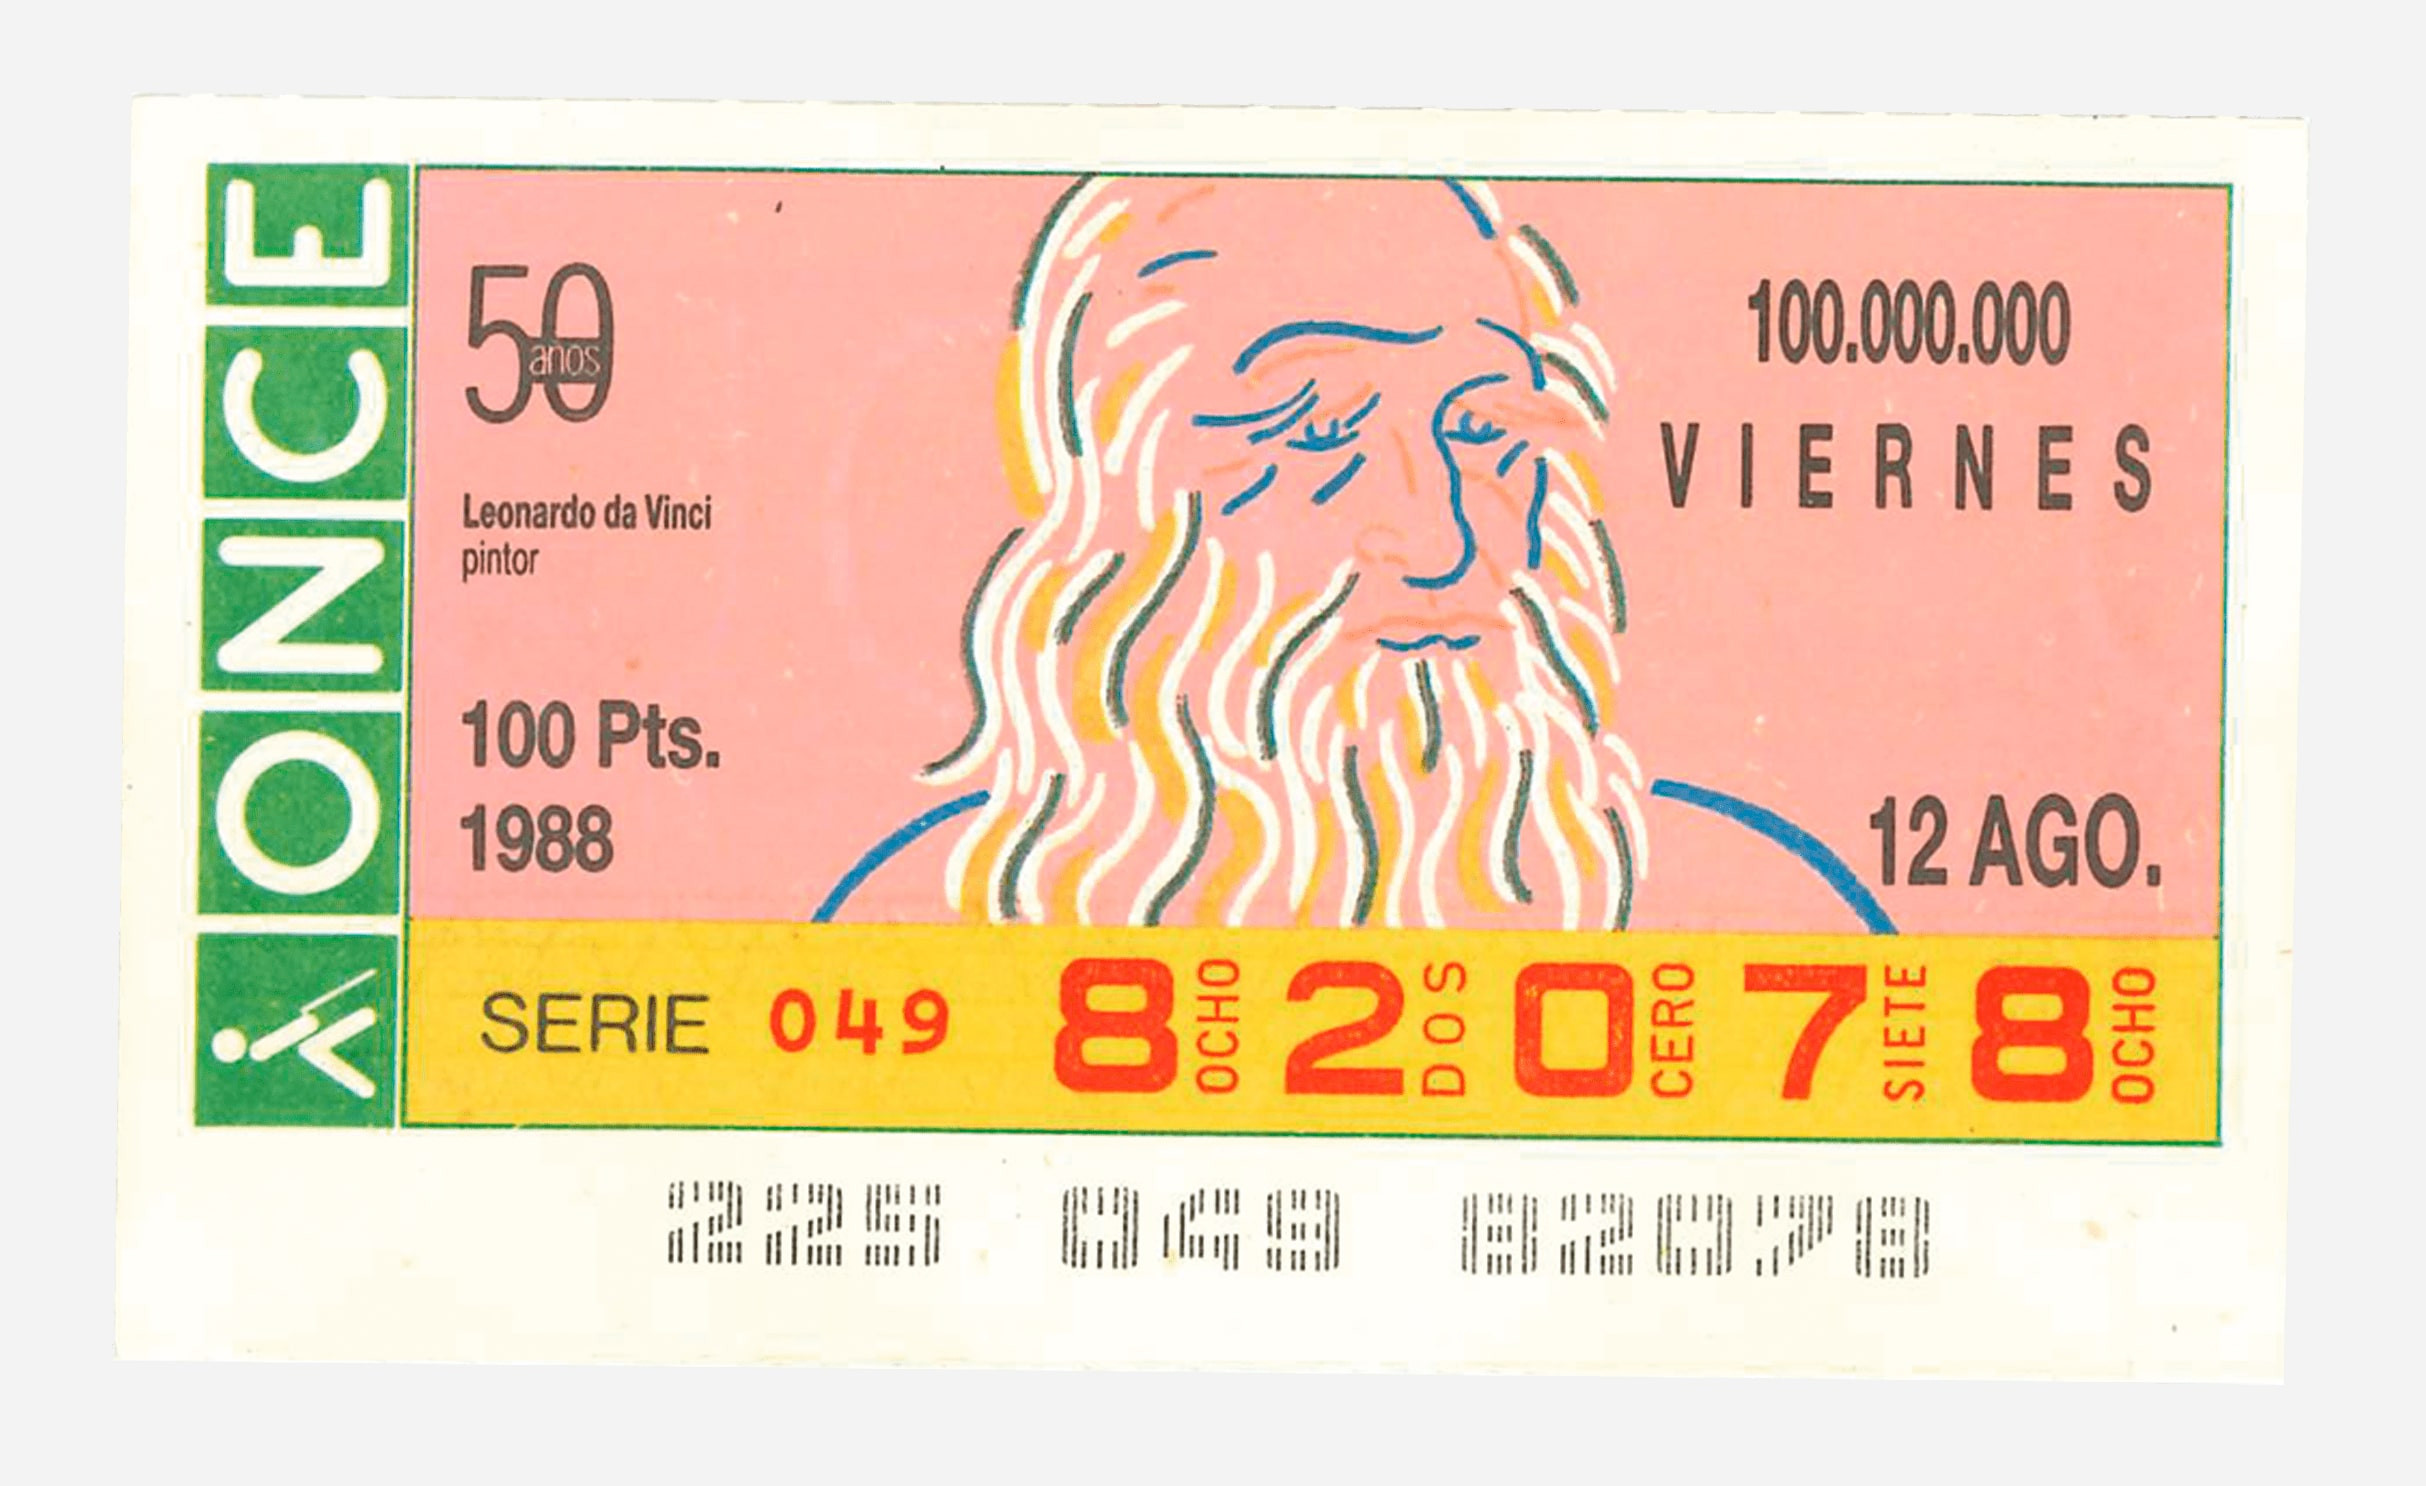 ONCE
50
años
Leonardo da Vinci
pintor
100 Pts.
1988
100.000.000
VIERNES
12 AGO.
SERIE 049 8 OCHO 2 DOS 0 CERO 7 SIETE 8 OCHO
225 049 82078